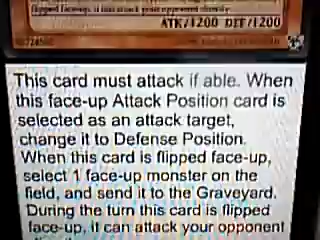 ATK/1200 DEF/1200
This card must attack if able. When
this face-up Attack Position card is
selected as an attack target,
change it to Defense Position.
When this card is flipped face-up,
select 1 face-up monster on the
field, and send it to the Graveyard.
During the turn this card is flipped
face-up, it can attack your opponent